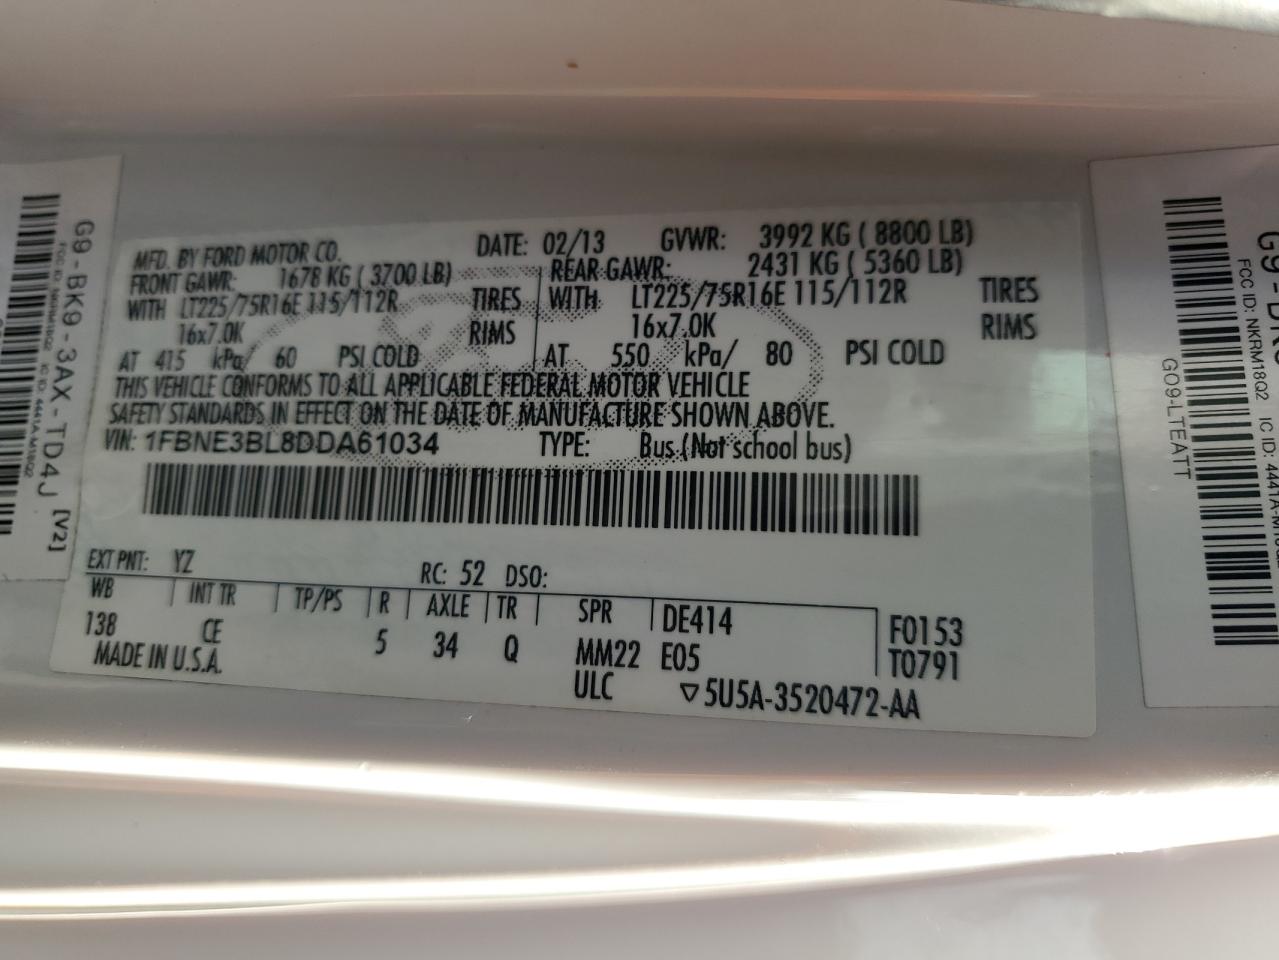 MFD. BY FORD MOTOR CO. DATE: 02/13 GVWR: 3992 KG ( 8800 LB)
FRONT GAWR: 1678 KG ( 3700 LB) REAR GAWR: 2431 KG ( 5360 LB)
WITH LT225/75R16E 115/112R TIRES WITH LT225/75R16E 115/112R TIRES
16x7.0K RIMS 16x7.0K RIMS
AT 415 kPa/ 60 PSI COLD AT 550 kPa/ 80 PSI COLD
THIS VEHICLE CONFORMS TO ALL APPLICABLE FEDERAL MOTOR VEHICLE
SAFETY STANDARDS IN EFFECT ON THE DATE OF MANUFACTURE SHOWN ABOVE.
VIN: 1FBNE3BL8DDA61034 TYPE: Bus (Not school bus)
EXT PNT: YZ RC: 52 DSO:
WB INT TR TP/PS R AXLE TR SPR DE414 F0153
138 CE 5 34 Q MM22 E05 T0791
MADE IN U.S.A. ULC ▽5U5A-3520472-AA
G9-BK9-3AX-TD4J [V2]
FCC ID: NKRM18Q2 IC ID: 4441A-M18Q2
GO9-LTEATT